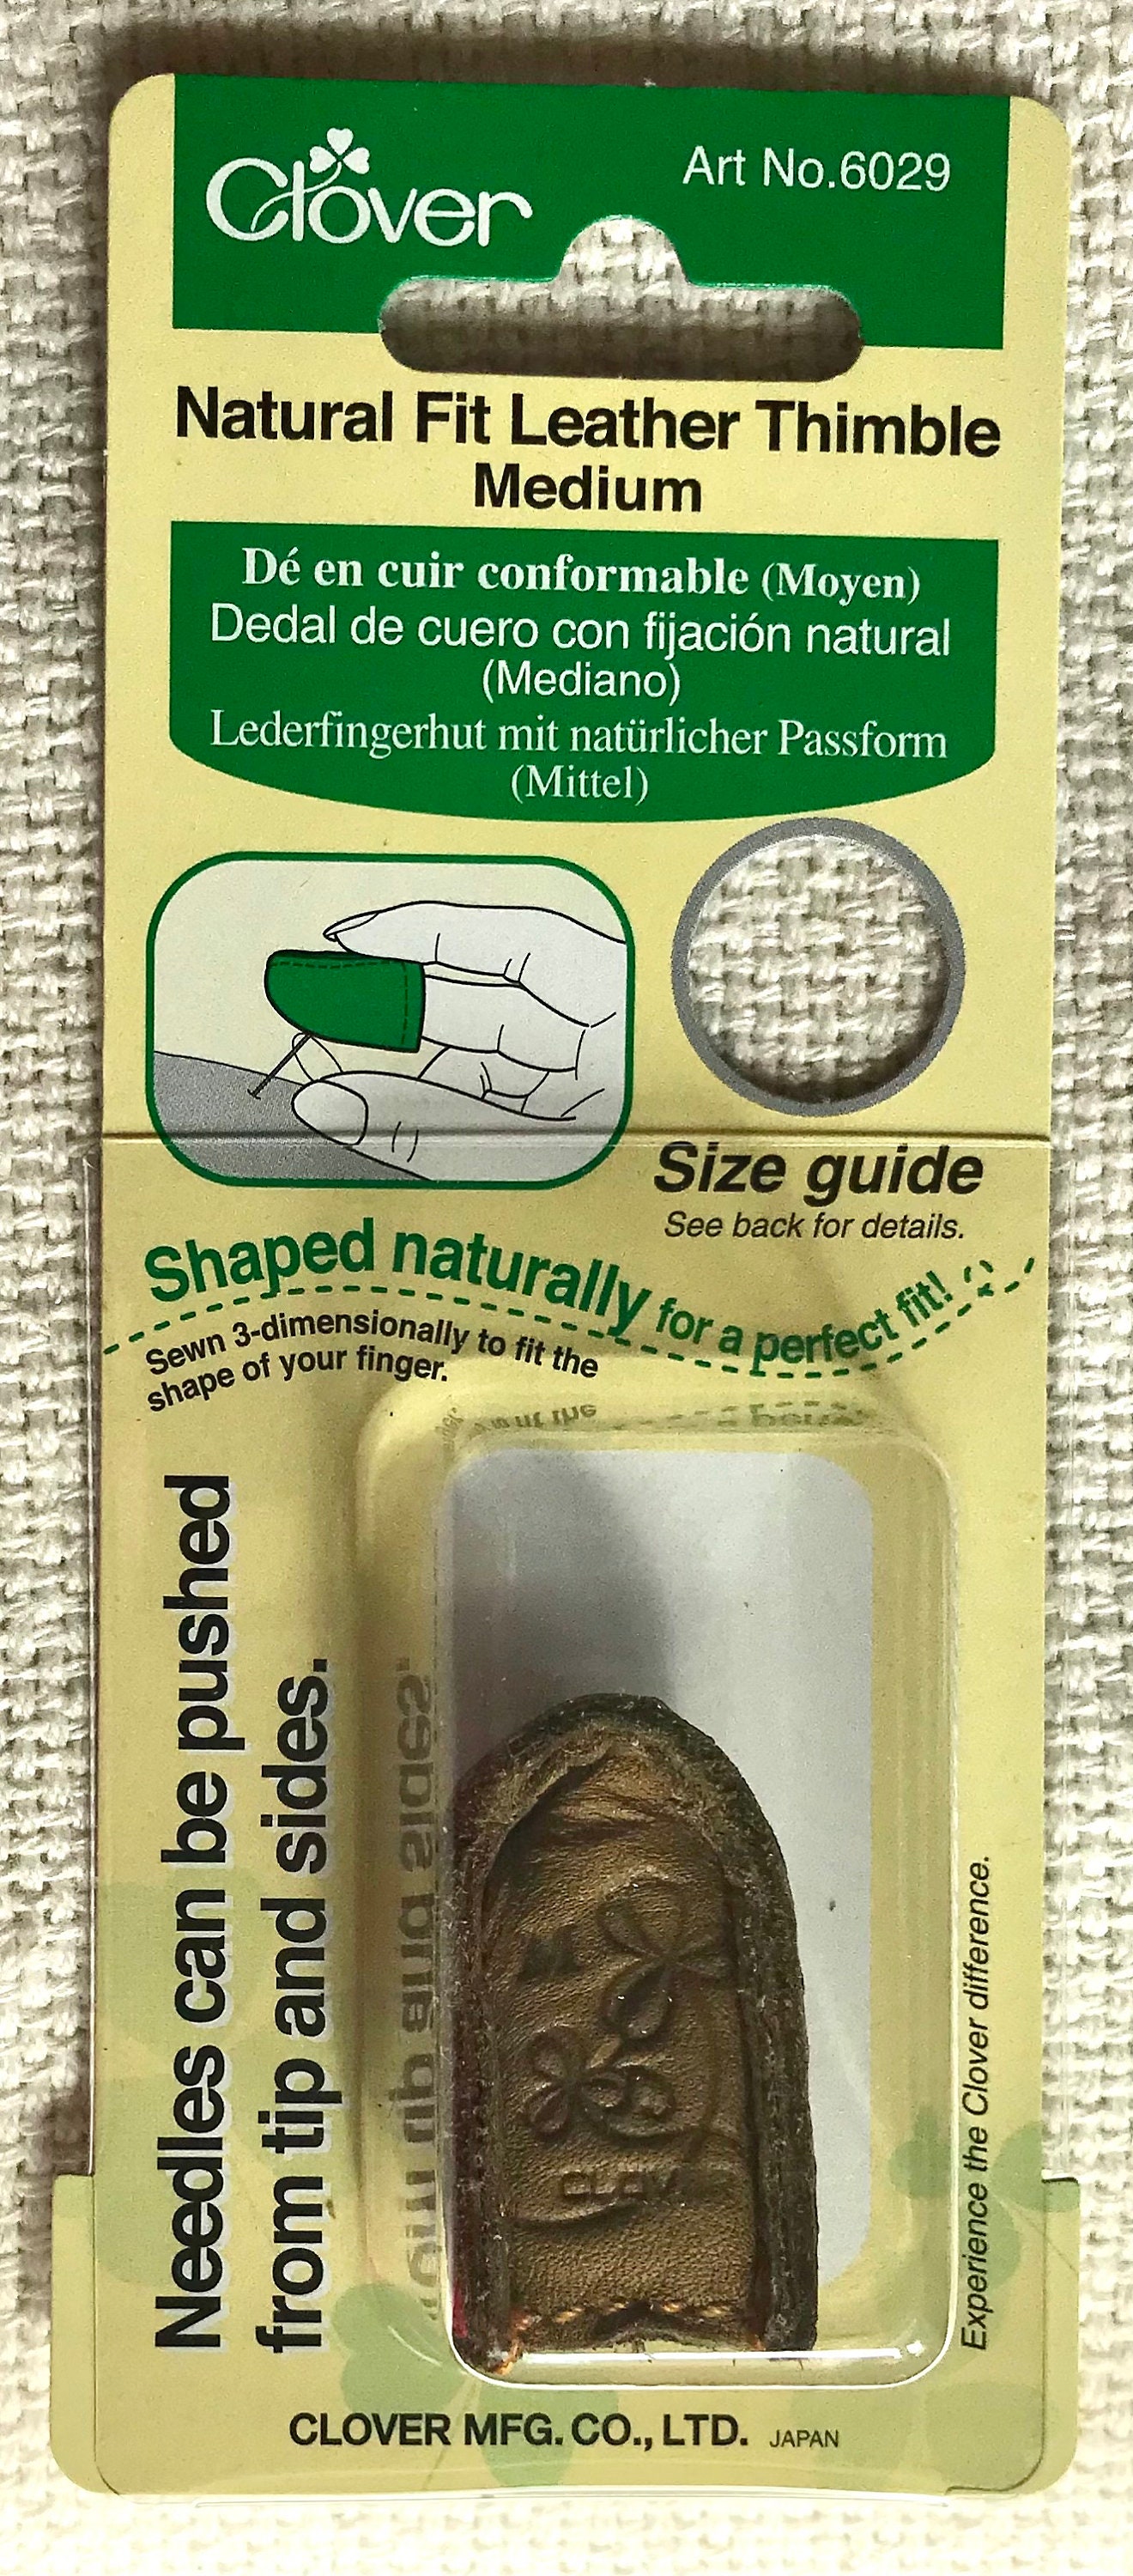 Clover
Art No.6029
Natural Fit Leather Thimble
Medium
Dé en cuir conformable (Moyen)
Dedal de cuero con fijación natural
(Mediano)
Lederfingerhut mit natürlicher Passform
(Mittel)
Size guide
See back for details.
Shaped naturally for a perfect fit!
Sewn 3-dimensionally to fit the
shape of your finger.
Needles can be pushed
from tip and sides.
Experience the Clover difference.
CLOVER MFG. CO., LTD. JAPAN